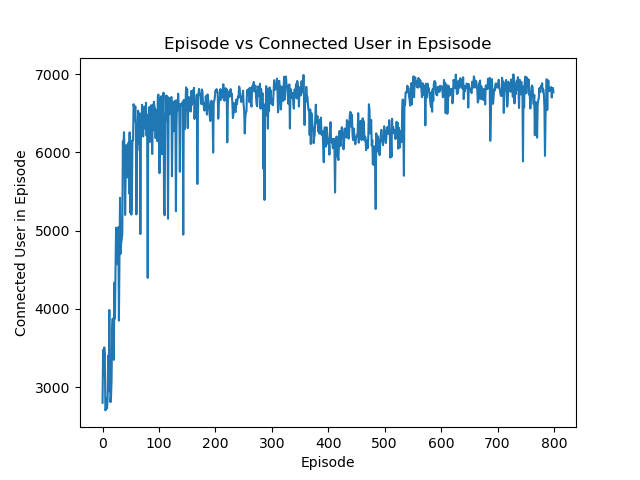 Episode vs Connected User in Epsisode
Connected User in Episode
7000
6000
5000
4000
3000
0 100 200 300 400 500 600 700 800
Episode